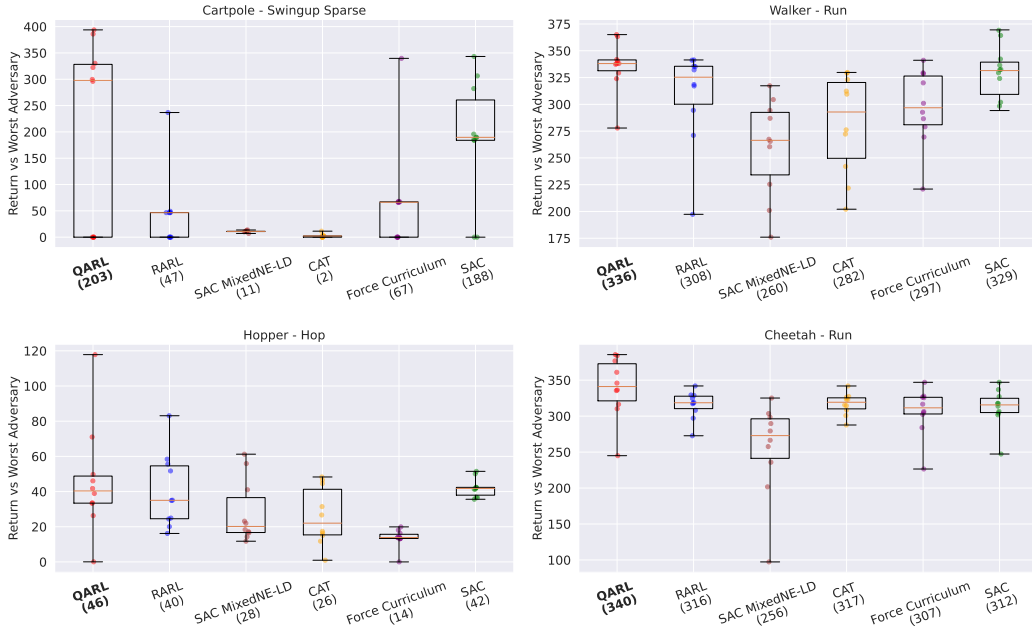 Cartpole - Swingup Sparse
Return vs Worst Adversary
400
350
300
250
200
150
100
50
0
QARL
(203)
RARL
(47)
SAC MixedNE-LD
(11)
CAT
(2)
Force Curriculum
(67)
SAC
(188)
Walker - Run
Return vs Worst Adversary
375
350
325
300
275
250
225
200
175
QARL
(336)
RARL
(308)
SAC MixedNE-LD
(260)
CAT
(282)
Force Curriculum
(297)
SAC
(329)
Hopper - Hop
Return vs Worst Adversary
120
100
80
60
40
20
0
QARL
(46)
RARL
(40)
SAC MixedNE-LD
(28)
CAT
(26)
Force Curriculum
(14)
SAC
(42)
Cheetah - Run
Return vs Worst Adversary
350
300
250
200
150
100
QARL
(340)
RARL
(316)
SAC MixedNE-LD
(256)
CAT
(317)
Force Curriculum
(307)
SAC
(312)